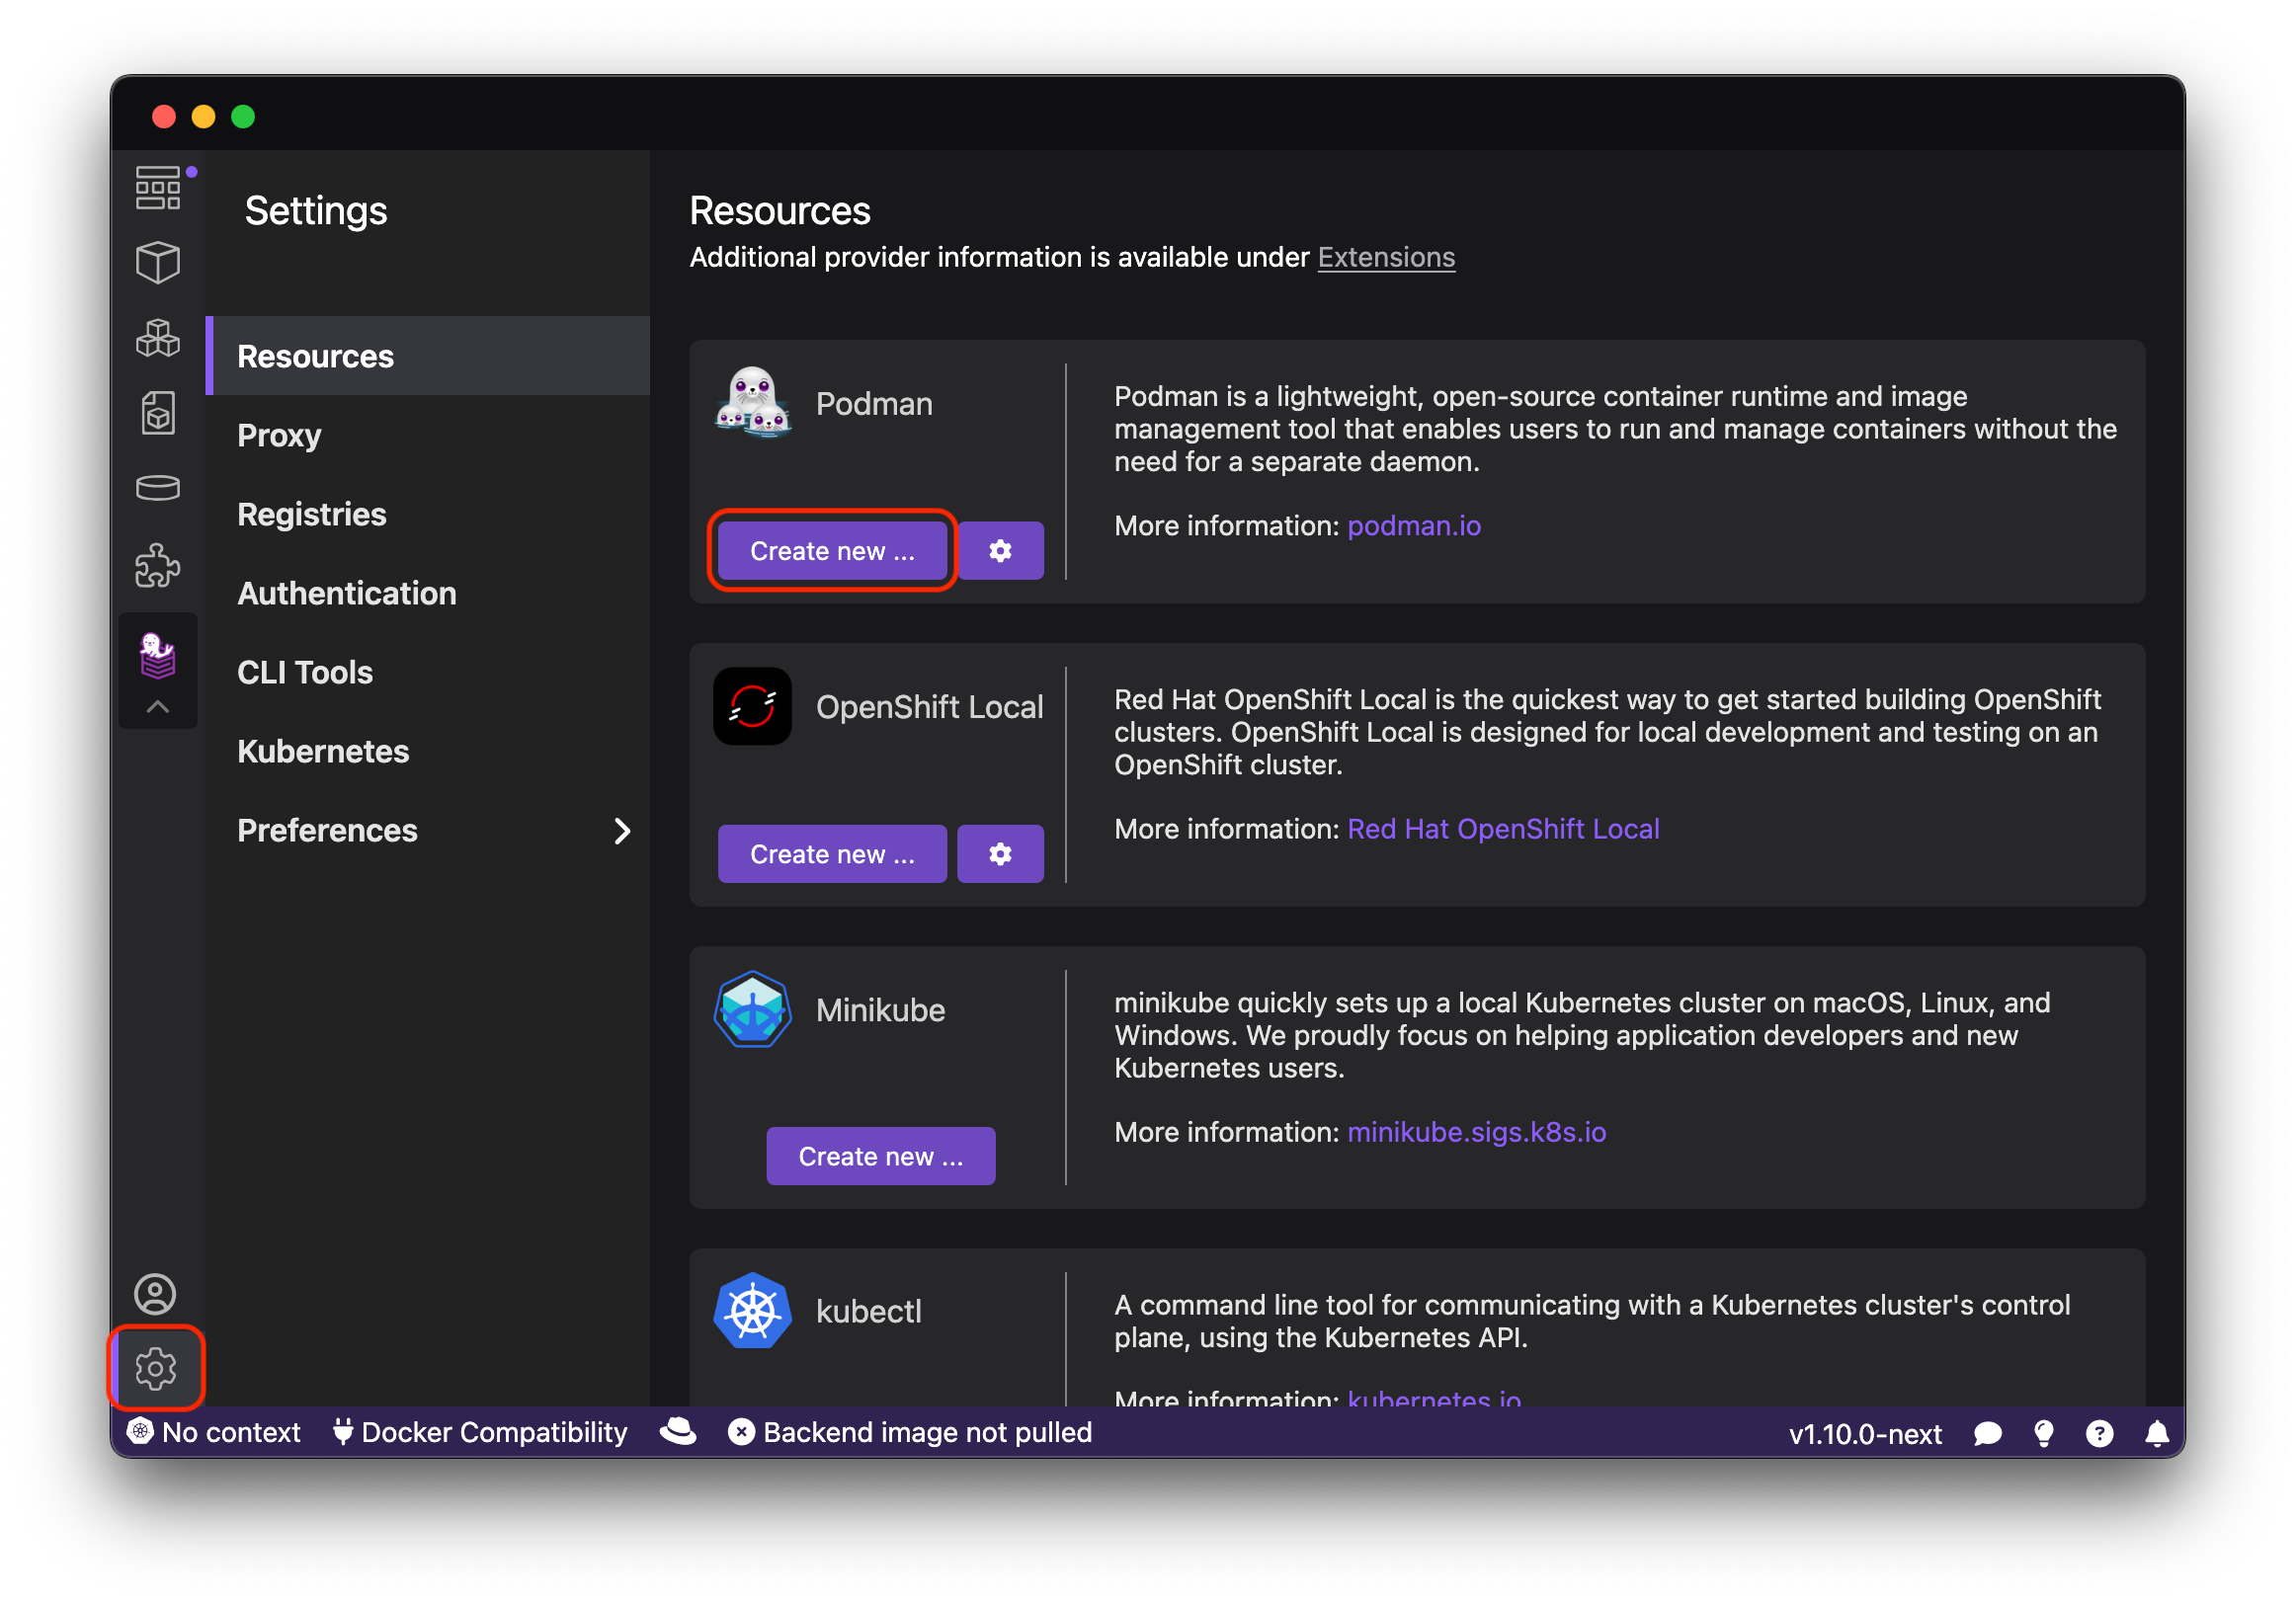 Settings
Resources
Proxy
Registries
Authentication
CLI Tools
Kubernetes
Preferences
Resources
Additional provider information is available under Extensions
Podman
Create new ...
Podman is a lightweight, open-source container runtime and image
management tool that enables users to run and manage containers without the
need for a separate daemon.
More information: podman.io
OpenShift Local
Create new ...
Red Hat OpenShift Local is the quickest way to get started building OpenShift
clusters. OpenShift Local is designed for local development and testing on an
OpenShift cluster.
More information: Red Hat OpenShift Local
Minikube
Create new ...
minikube quickly sets up a local Kubernetes cluster on macOS, Linux, and
Windows. We proudly focus on helping application developers and new
Kubernetes users.
More information: minikube.sigs.k8s.io
kubectl
A command line tool for communicating with a Kubernetes cluster's control
plane, using the Kubernetes API.
More information: kubernetes.io
No context
Docker Compatibility
Backend image not pulled
v1.10.0-next